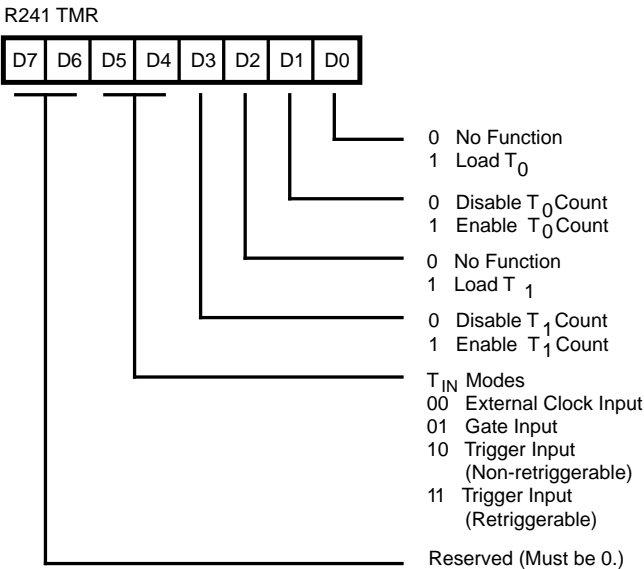 R241 TMR
D7 D6 D5 D4 D3 D2 D1 D0
0 No Function
1 Load T0
0 Disable T0 Count
1 Enable T0 Count
0 No Function
1 Load T1
0 Disable T1 Count
1 Enable T1 Count
TIN Modes
00 External Clock Input
01 Gate Input
10 Trigger Input
(Non-retriggerable)
11 Trigger Input
(Retriggerable)
Reserved (Must be 0.)